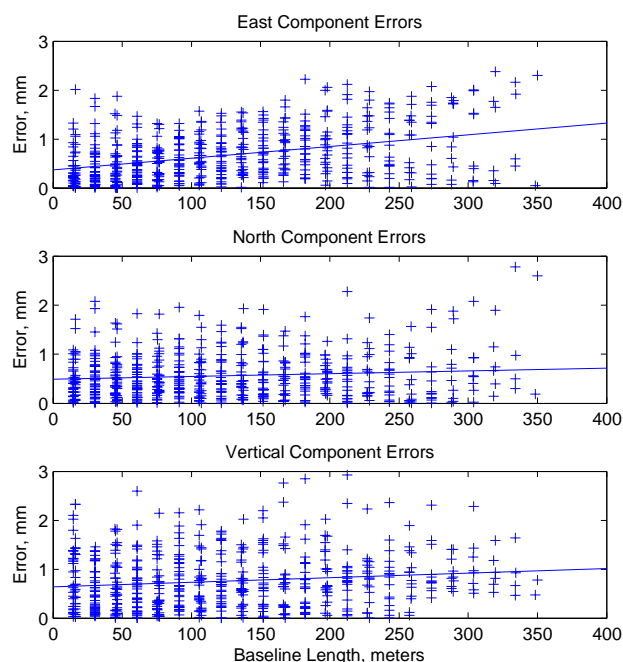 East Component Errors
3
2
1
0
Error, mm
0 50 100 150 200 250 300 350 400
North Component Errors
3
2
1
0
Error, mm
0 50 100 150 200 250 300 350 400
Vertical Component Errors
3
2
1
0
Error, mm
0 50 100 150 200 250 300 350 400
Baseline Length, meters